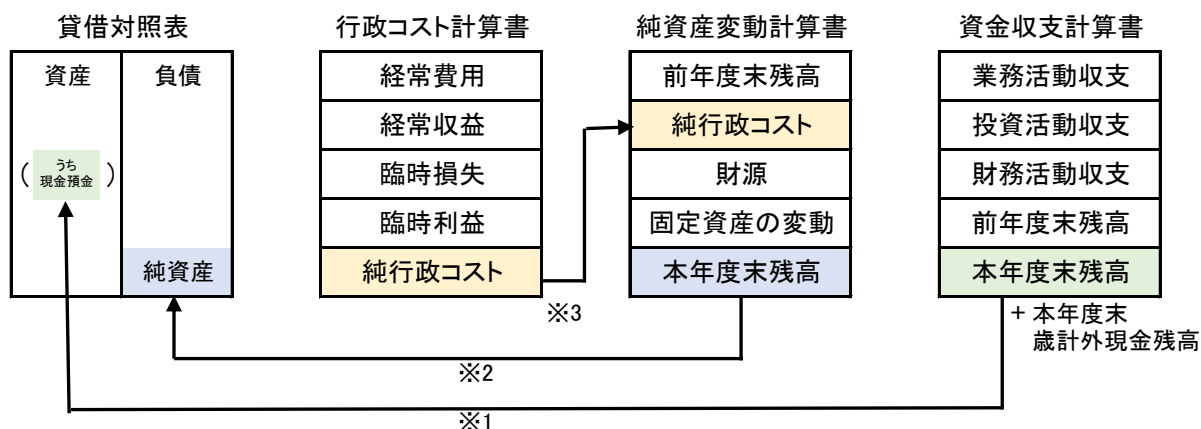 貸借対照表
資産
負債
(うち
現金預金)
純資産
行政コスト計算書
経常費用
経常収益
臨時損失
臨時利益
純行政コスト
純資産変動計算書
前年度末残高
純行政コスト
財源
固定資産の変動
本年度末残高
資金収支計算書
業務活動収支
投資活動収支
財務活動収支
前年度末残高
本年度末残高
+ 本年度末
歳計外現金残高
※3
※2
※1